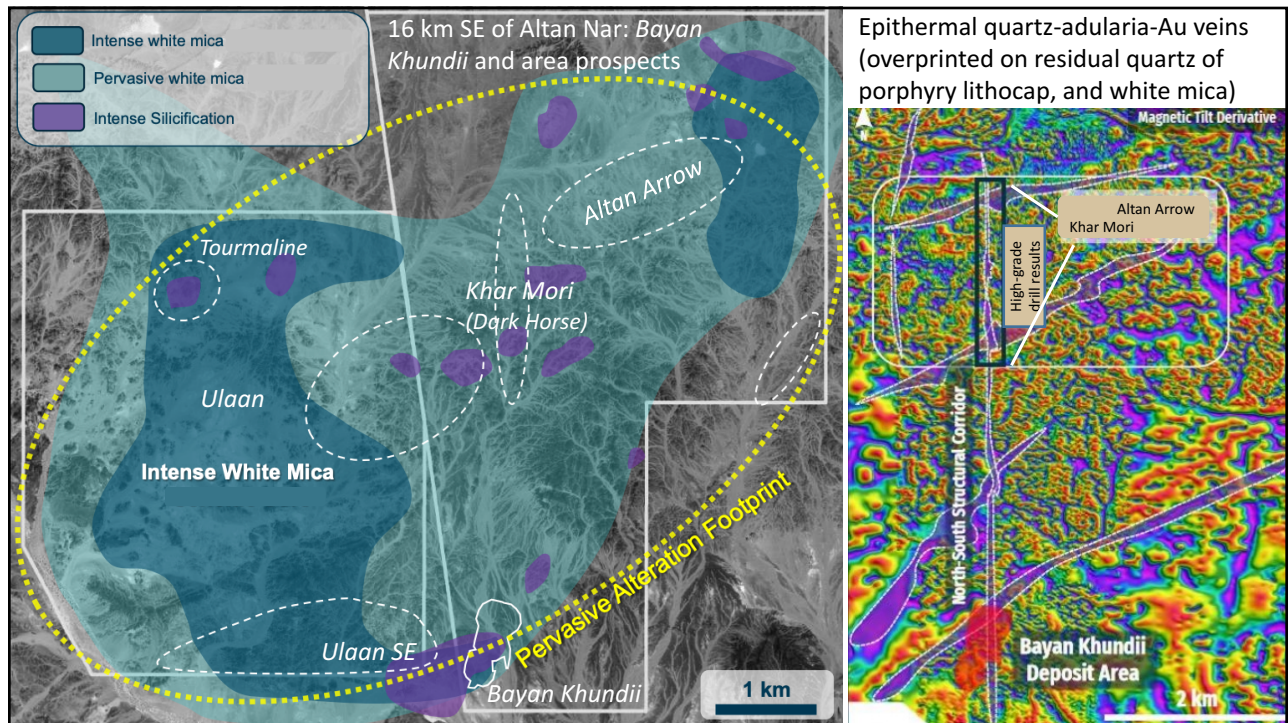 Intense white mica
Pervasive white mica
Intense Silicification
16 km SE of Altan Nar: Bayan
Khundii and area prospects
Altan Arrow
Tourmaline
Khar Mori
(Dark Horse)
Ulaan
Intense White Mica
Pervasive Alteration Footprint
Ulaan SE
Bayan Khundii
1 km
Epithermal quartz-adularia-Au veins
(overprinted on residual quartz of
porphyry lithocap, and white mica)
Magnetic Tilt Derivative
N
Altan Arrow
Khar Mori
High-grade
drill results
North-South Structural Corridor
Bayan Khundii
Deposit Area
2 km